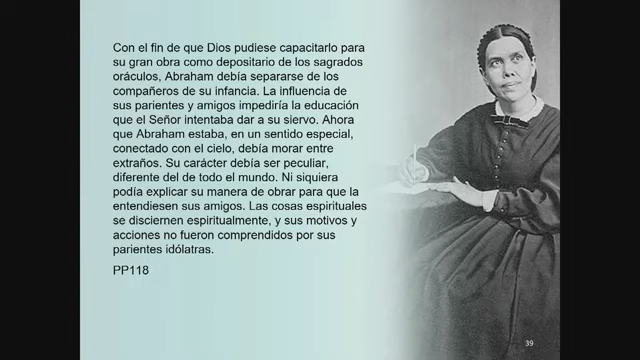 Con el fin de que Dios pudiese capacitarlo para
su gran obra como depositario de los sagrados
oráculos, Abraham debía separarse de los
compañeros de su infancia. La influencia de
sus parientes y amigos impediría la educación
que el Señor intentaba dar a su siervo. Ahora
que Abraham estaba, en un sentido especial,
conectado con el cielo, debía morar entre
extraños. Su carácter debía ser peculiar,
diferente del de todo el mundo. Ni siquiera
podía explicar su manera de obrar para que la
entendiesen sus amigos. Las cosas espirituales
se disciernen espiritualmente, y sus motivos y
acciones no fueron comprendidos por sus
parientes idólatras.
PP118
39